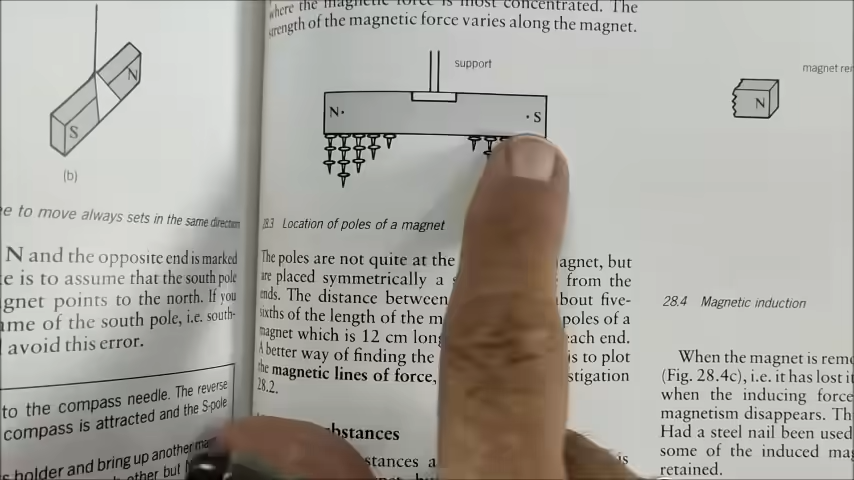 N
S
(b)
e to move always sets in the same direction
N and the opposite end is marked
e is to assume that the south pole
gnet points to the north. If you
ame of the south pole, i.e. south-
avoid this error.
to the compass needle. The reverse
compass is attracted and the S-pole
s holder and bring up another
other but
where the magnetic force is most concentrated. The
strength of the magnetic force varies along the magnet.
support
N
S
28.3 Location of poles of a magnet
The poles are not quite at the agnet, but
are placed symmetrically a from the
ends. The distance between bout five-
sixths of the length of the m poles of a
magnet which is 12 cm long each end.
A better way of finding the is to plot
the magnetic lines of force, stigation
28.2.
bstances
stances a is
magnet re
N
28.4 Magnetic induction
When the magnet is remo
(Fig. 28.4c), i.e. it has lost it
when the inducing force
magnetism disappears. Th
Had a steel nail been used
some of the induced ma
retained.